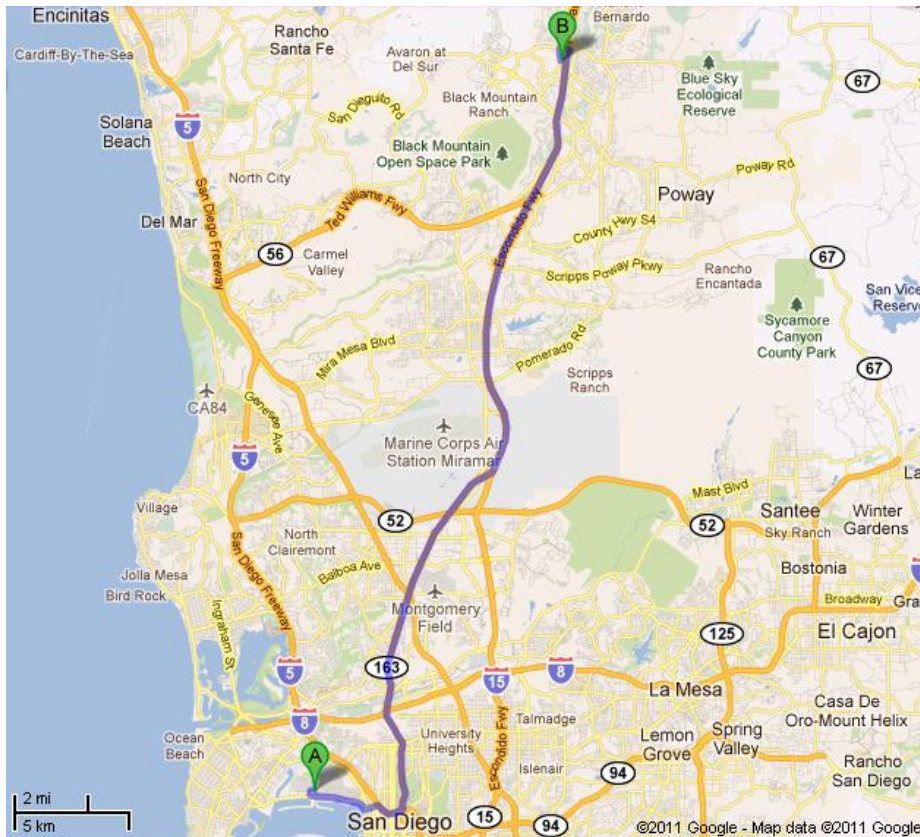 Encinitas
Cardiff-By-The-Sea
Rancho
Santa Fe
Avaron at
Del Sur
B
Bernardo
Blue Sky
Ecological
Reserve
67
Solana
Beach
5
San Dieguito Rd
Black Mountain
Ranch
Black Mountain
Open Space Park
North City
Poway Rd
Poway
Del Mar
San Diego Freeway
Ted Williams Fwy
Escondido Fwy
County Hwy S4
56
Carmel
Valley
Scripps Poway Pkwy
Rancho
Encantada
67
San Vice
Reservo
Sycamore
Canyon
County Park
Mira Mesa Blvd
Pomerado Rd
Scripps
Ranch
67
CA84
Genesee Ave
Marine Corps Air
Station Miramar
5
Mast Blvd
La
Village
52
52
Santee
Winter
Gardens
Sky Ranch
North
Clairemont
San Diego Freeway
Balboa Ave
Jolla Mesa
Bird Rock
Bostonia
Ingraham St
Montgomery
Field
Broadway
Gra
125
El Cajon
163
5
15
8
La Mesa
8
Talmadge
Casa De
Oro-Mount Helix
Ocean
Beach
University
Heights
Escondido Fwy
Lemon
Grove
Spring
Valley
A
Islenair
94
Rancho
San Diego
2 mi
5 km
San Diego
15
94
©2011 Google - Map data ©2011 Google